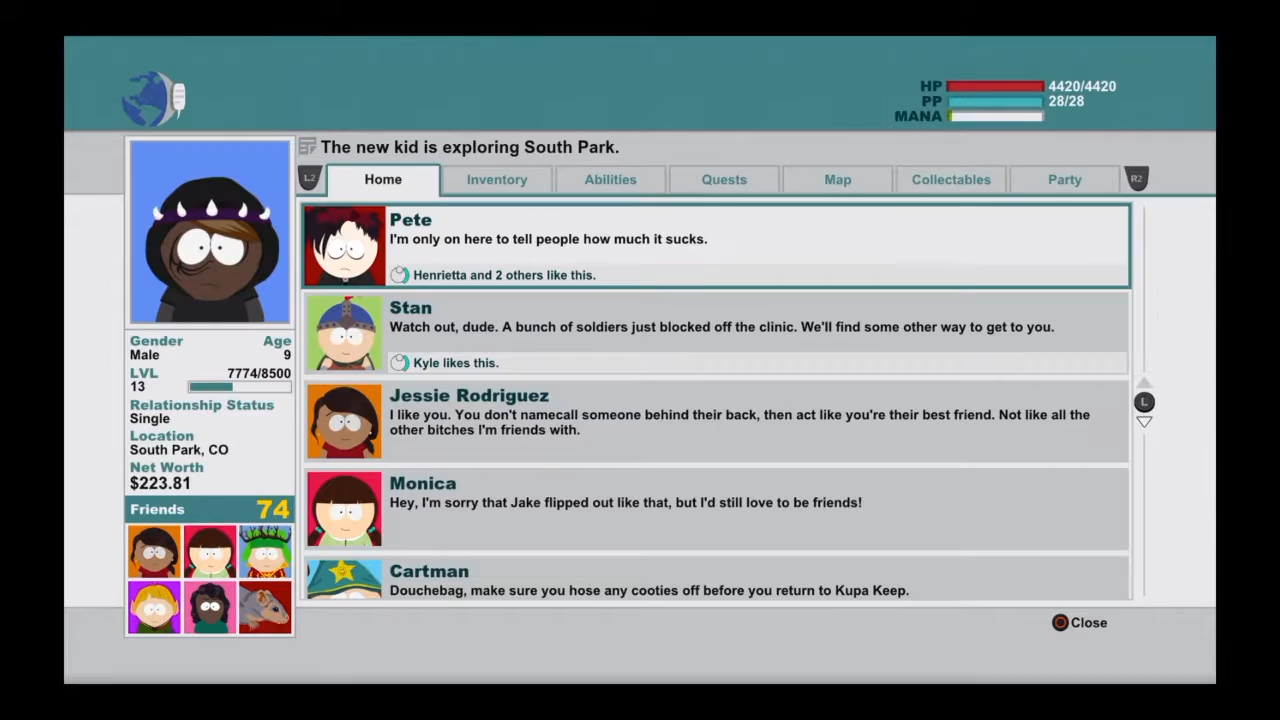 HP 4420/4420
PP 28/28
MANA
The new kid is exploring South Park.
L2 Home Inventory Abilities Quests Map Collectables Party R2
Gender Age
Male 9
LVL 7774/8500
13
Relationship Status
Single
Location
South Park, CO
Net Worth
$223.81
Friends 74
Pete
I'm only on here to tell people how much it sucks.
Henrietta and 2 others like this.
Stan
Watch out, dude. A bunch of soldiers just blocked off the clinic. We'll find some other way to get to you.
Kyle likes this.
Jessie Rodriguez
I like you. You don't namecall someone behind their back, then act like you're their best friend. Not like all the
other bitches I'm friends with.
Monica
Hey, I'm sorry that Jake flipped out like that, but I'd still love to be friends!
Cartman
Douchebag, make sure you hose any cooties off before you return to Kupa Keep.
L
Close